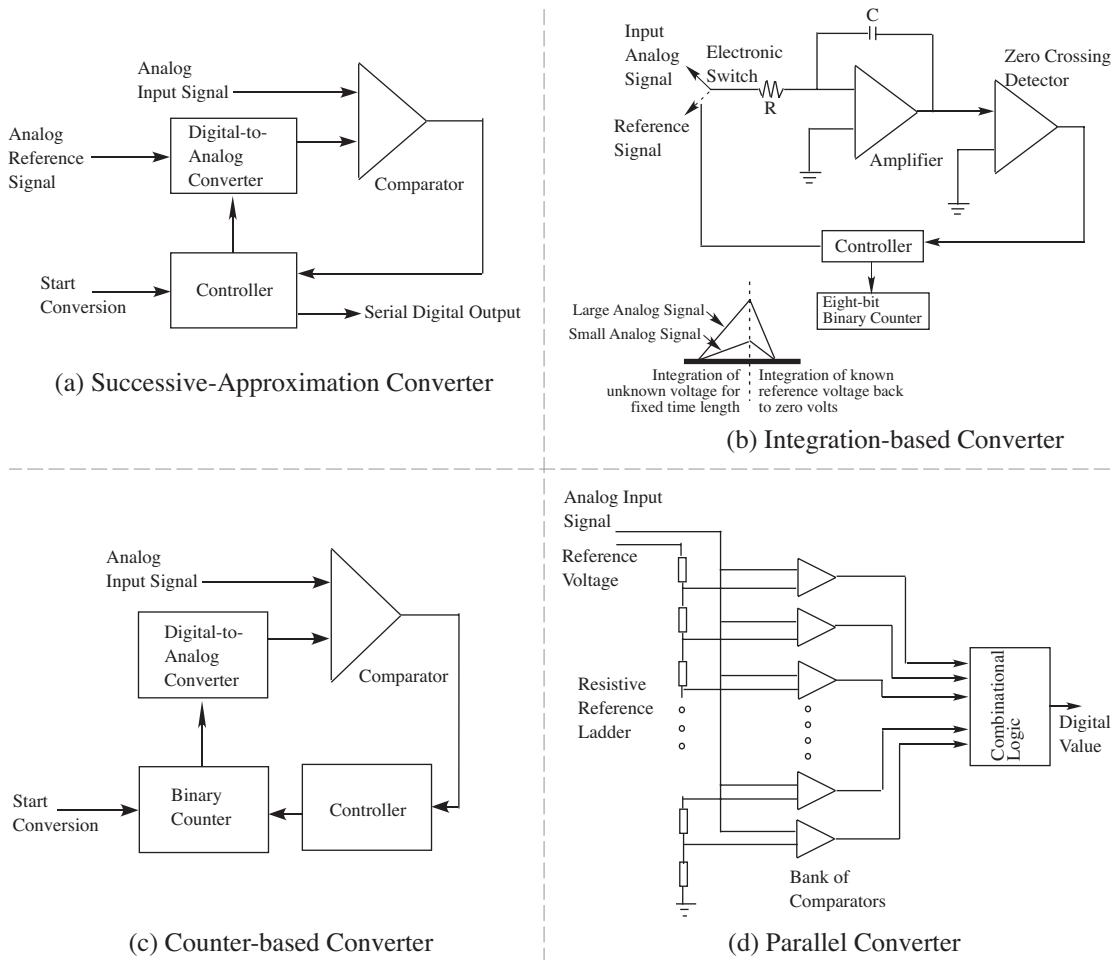 Analog
Input Signal
Analog
Reference
Signal
Digital-to-
Analog
Converter
Comparator
Start
Conversion
Controller
Serial Digital Output
(a) Successive-Approximation Converter
C
Input
Analog
Signal
Electronic
Switch
R
Reference
Signal
Zero Crossing
Detector
Amplifier
Controller
Eight-bit
Binary Counter
Large Analog Signal
Small Analog Signal
Integration of
unknown voltage for
fixed time length
Integration of known
reference voltage back
to zero volts
(b) Integration-based Converter
Analog
Input Signal
Digital-to-
Analog
Converter
Comparator
Start
Conversion
Binary
Counter
Controller
(c) Counter-based Converter
Analog Input
Signal
Reference
Voltage
Resistive
Reference
Ladder
Combinational
Logic
Digital
Value
Bank of
Comparators
(d) Parallel Converter